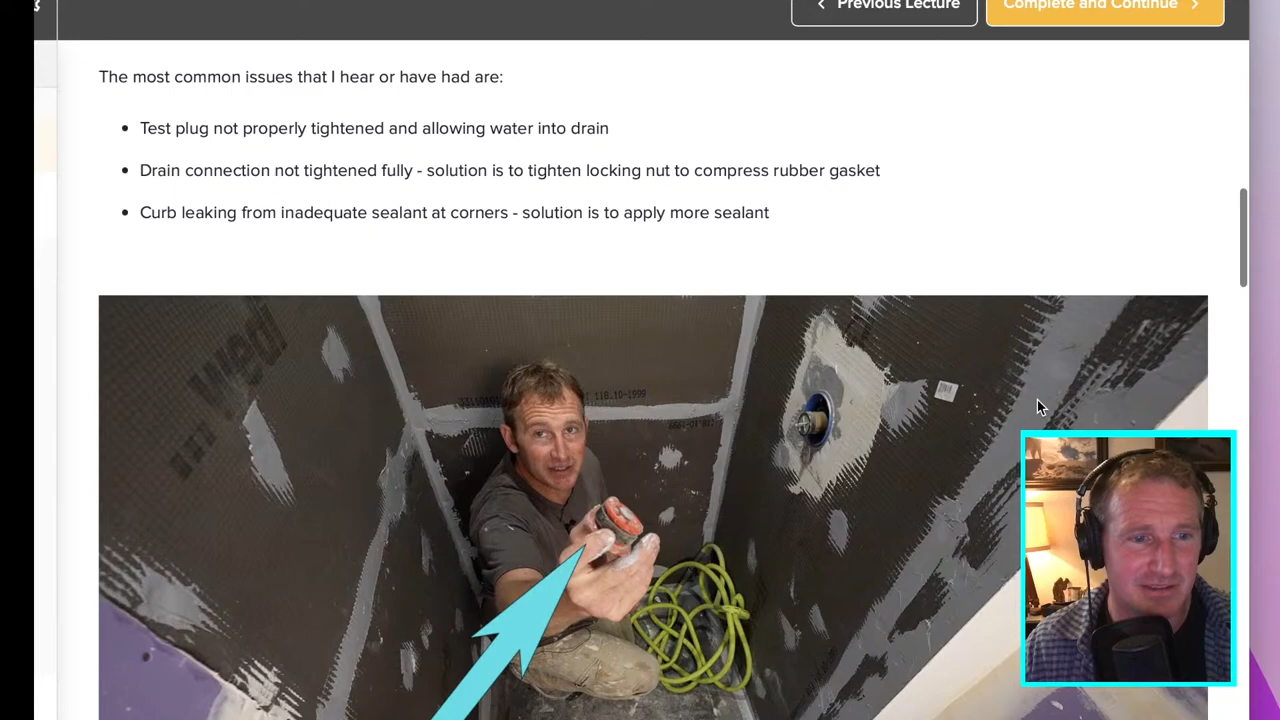 Previous Lecture
Complete and Continue
The most common issues that I hear or have had are:
Test plug not properly tightened and allowing water into drain
Drain connection not tightened fully - solution is to tighten locking nut to compress rubber gasket
Curb leaking from inadequate sealant at corners - solution is to apply more sealant
wedi